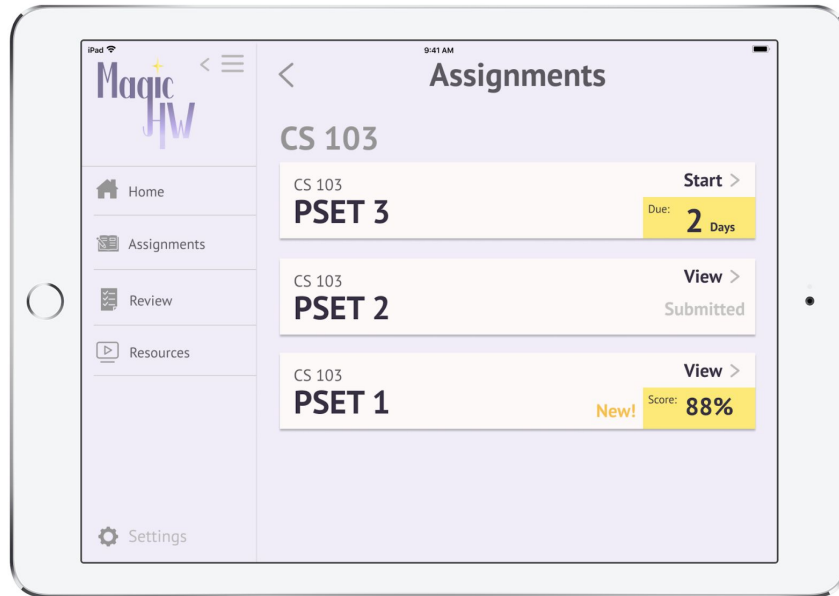 iPad
9:41 AM
Magic
HW
Home
Assignments
Review
Resources
Settings
Assignments
CS 103
CS 103
PSET 3
Start >
Due: 2 Days
CS 103
PSET 2
View >
Submitted
CS 103
PSET 1
View >
New!
Score: 88%